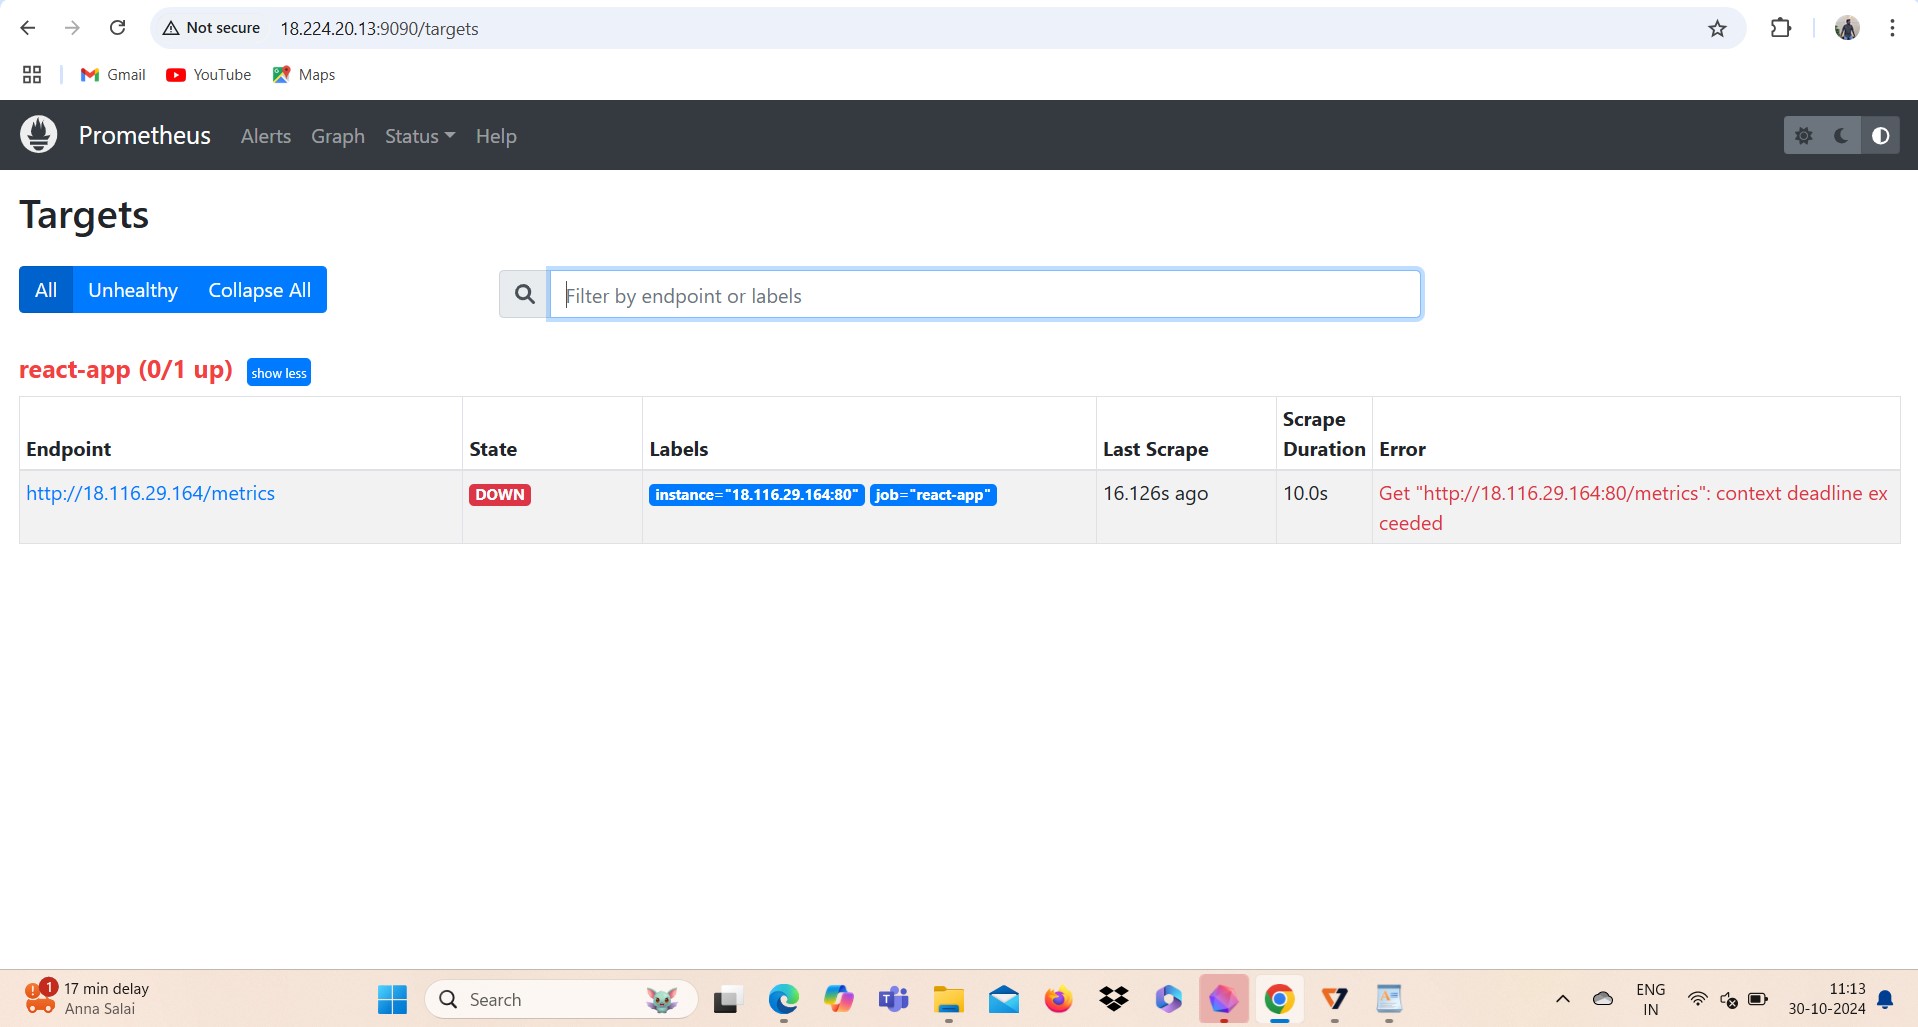 Not secure 18.224.20.13:9090/targets
Gmail YouTube Maps
Prometheus Alerts Graph Status Help
Targets
All Unhealthy Collapse All Filter by endpoint or labels
react-app (0/1 up) show less
Endpoint State Labels Last Scrape Scrape Duration Error
http://18.116.29.164/metrics DOWN instance="18.116.29.164:80" job="react-app" 16.126s ago 10.0s Get "http://18.116.29.164:80/metrics": context deadline ex
ceeded
1 17 min delay
Anna Salai
Search
ENG
IN
11:13
30-10-2024